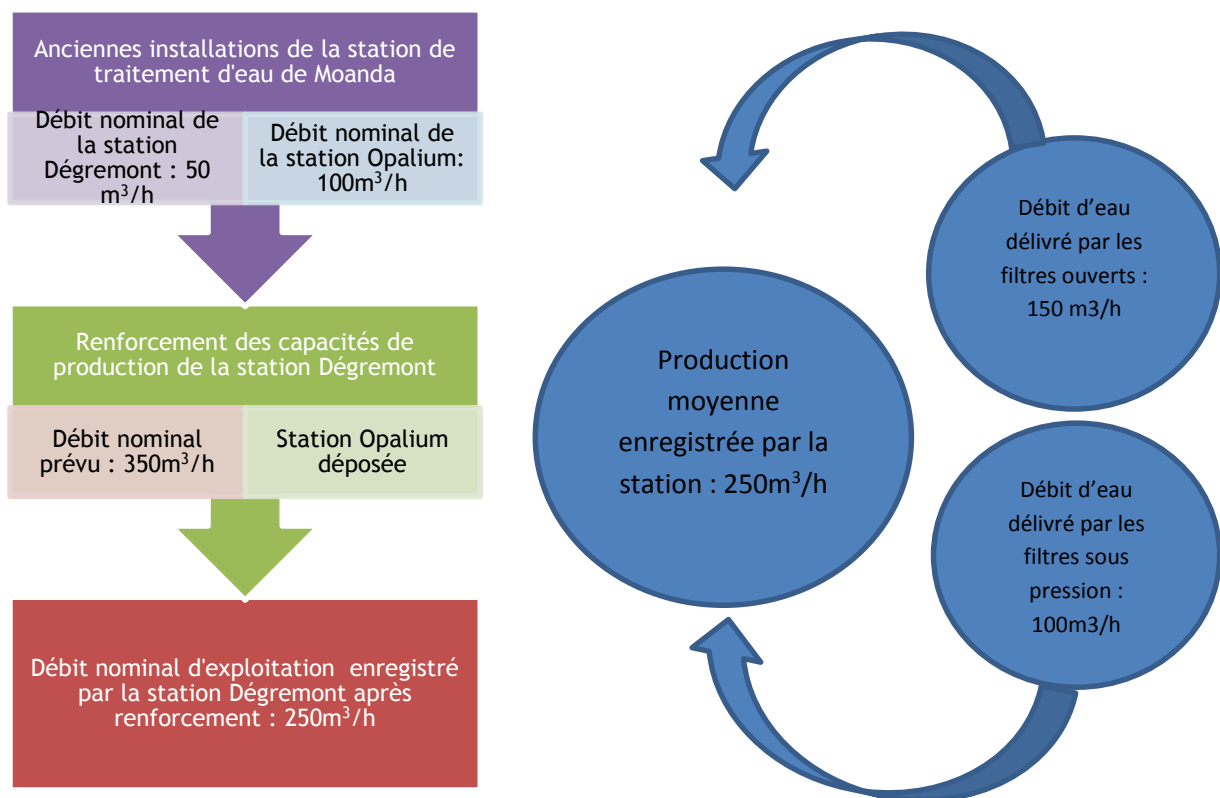 Anciennes installations de la station de
traitement d'eau de Moanda
Débit nominal de
la station
Dégremont : 50
m³/h
Débit nominal de
la station Opalium:
100m³/h
Renforcement des capacités de
production de la station Dégremont
Débit nominal
prévu : 350m³/h
Station Opalium
déposée
Débit nominal d'exploitation enregistré
par la station Dégremont après
renforcement : 250m³/h
Production
moyenne
enregistrée par la
station : 250m³/h
Débit d’eau
délivré par les
filtres ouverts :
150 m3/h
Débit d’eau
délivré par les
filtres sous
pression :
100m3/h